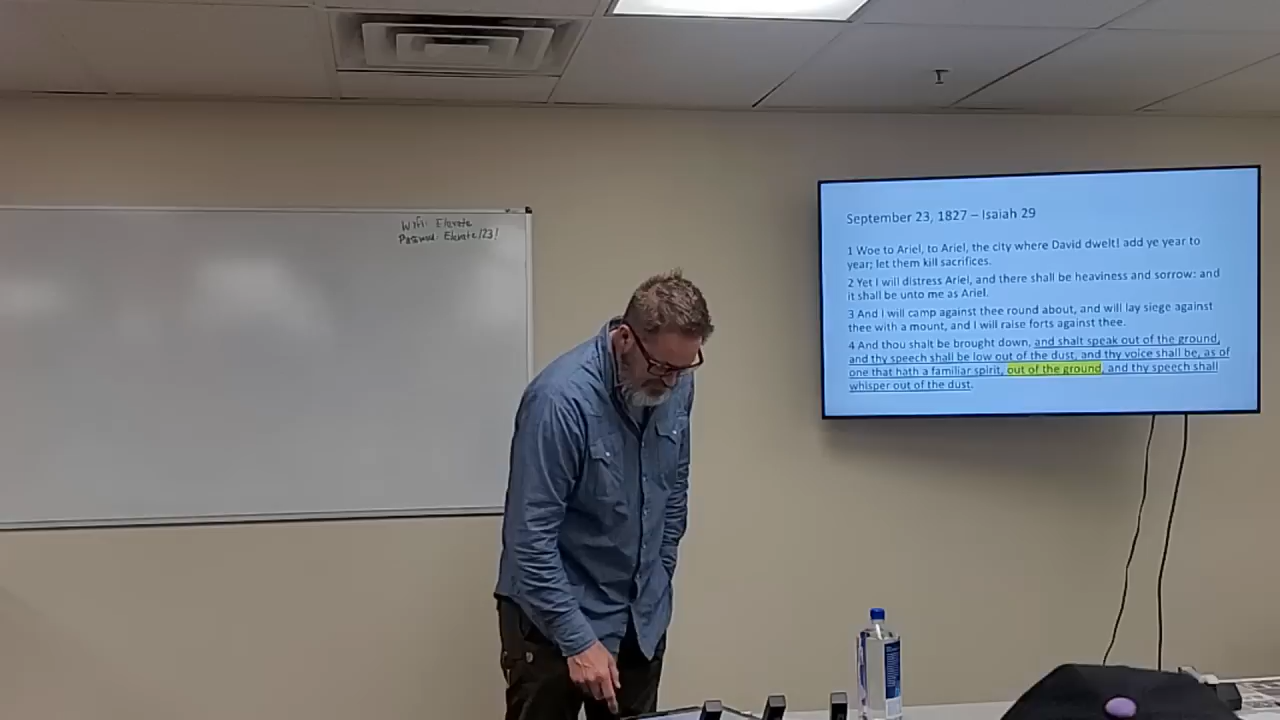 Wifi: Elevate
Password: Elevate123!
September 23, 1827 – Isaiah 29
1 Woe to Ariel, to Ariel, the city where David dwelt! add ye year to
year; let them kill sacrifices.
2 Yet I will distress Ariel, and there shall be heaviness and sorrow: and
it shall be unto me as Ariel.
3 And I will camp against thee round about, and will lay siege against
thee with a mount, and I will raise forts against thee.
4 And thou shalt be brought down, and shalt speak out of the ground,
and thy speech shall be low out of the dust, and thy voice shall be, as of
one that hath a familiar spirit, out of the ground, and thy speech shall
whisper out of the dust.